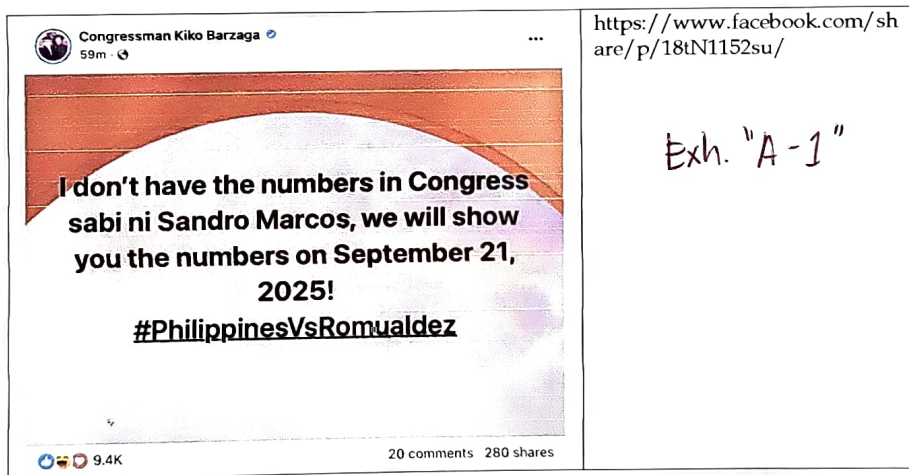 Congressman Kiko Barzaga
59m
I don't have the numbers in Congress
sabi ni Sandro Marcos, we will show
you the numbers on September 21,
2025!
#PhilippinesVsRomualdez
9.4K
20 comments 280 shares
https://www.facebook.com/sh
are/p/18tN1152su/
Exh. "A-1"